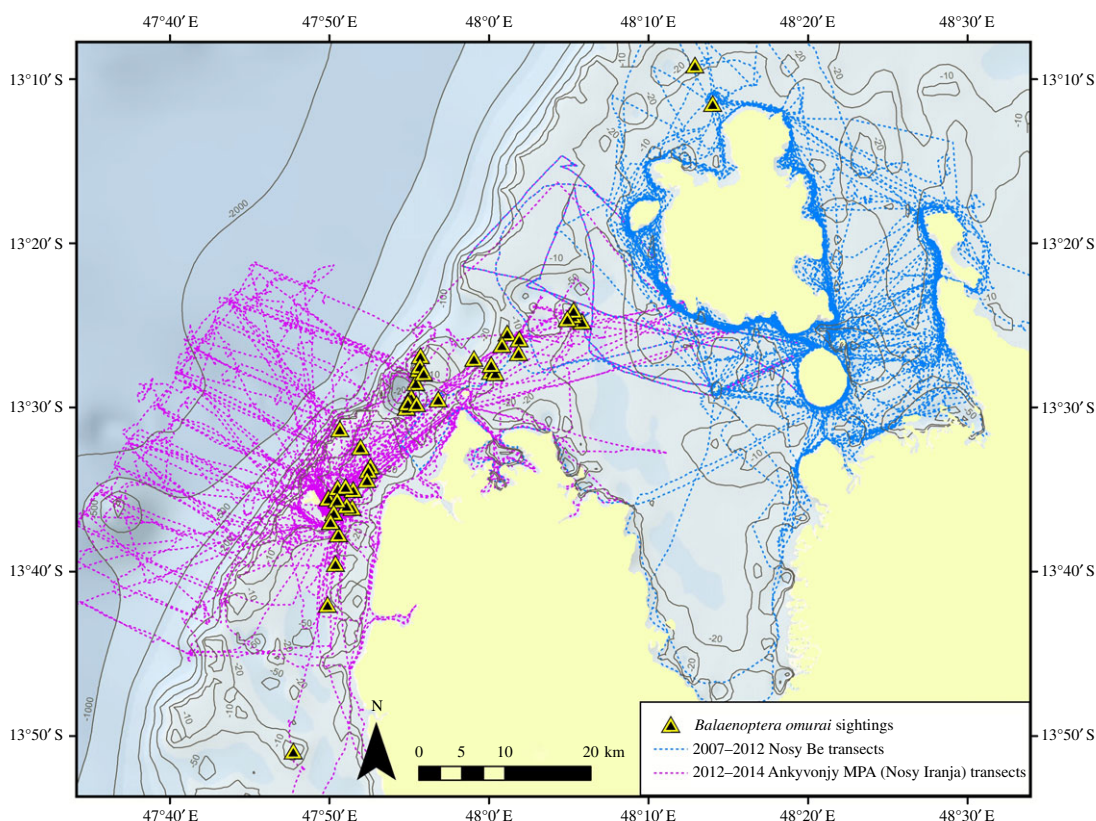 47°40′ E 47°50′ E 48°0′ E 48°10′ E 48°20′ E 48°30′ E
13°10′ S 13°10′ S
13°20′ S 13°20′ S
13°30′ S 13°30′ S
13°40′ S 13°40′ S
13°50′ S 13°50′ S
-2000
-1000
-100
-20
-10
-50
N
0 5 10 20 km
Balaenoptera omurai sightings
2007–2012 Nosy Be transects
2012–2014 Ankyvonjy MPA (Nosy Iranja) transects
47°40′ E 47°50′ E 48°0′ E 48°10′ E 48°20′ E 48°30′ E